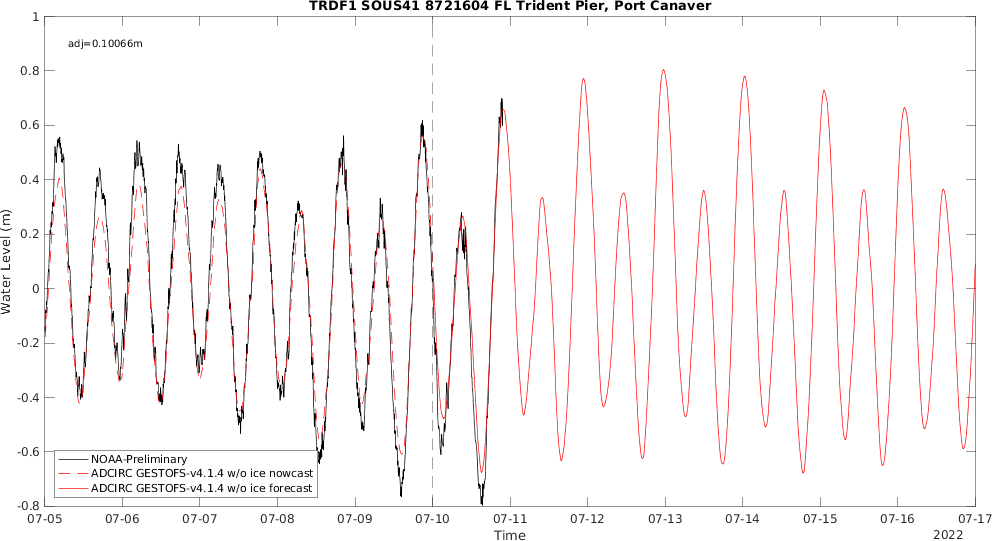 TRDF1 SOUS41 8721604 FL Trident Pier, Port Canaver
adj=0.10066m
1
0.8
0.6
0.4
0.2
0
-0.2
-0.4
-0.6
-0.8
Water Level (m)
NOAA-Preliminary
ADCIRC GESTOFS-v4.1.4 w/o ice nowcast
ADCIRC GESTOFS-v4.1.4 w/o ice forecast
07-05 07-06 07-07 07-08 07-09 07-10 07-11 07-12 07-13 07-14 07-15 07-16 07-17
Time
2022